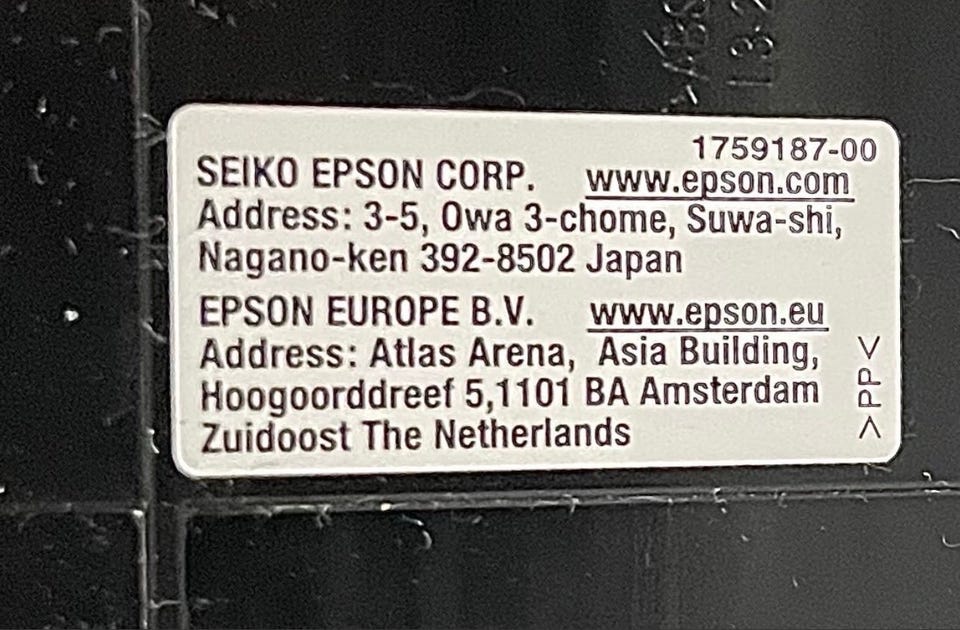 1759187-00
SEIKO EPSON CORP. www.epson.com
Address: 3-5, Owa 3-chome, Suwa-shi,
Nagano-ken 392-8502 Japan
EPSON EUROPE B.V. www.epson.eu
Address: Atlas Arena, Asia Building,
Hoogoorddreef 5,1101 BA Amsterdam
Zuidoost The Netherlands
>PP<